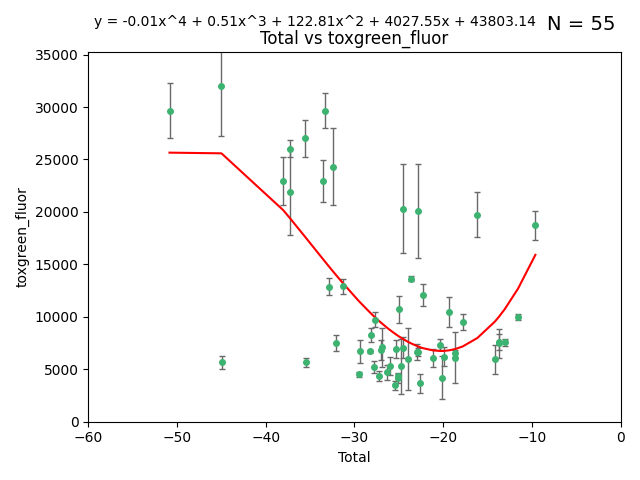 y = -0.01x^4 + 0.51x^3 + 122.81x^2 + 4027.55x + 43803.14 N = 55
Total vs toxgreen_fluor
35000
30000
25000
20000
15000
10000
5000
0
toxgreen_fluor
−60 −50 −40 −30 −20 −10 0
Total